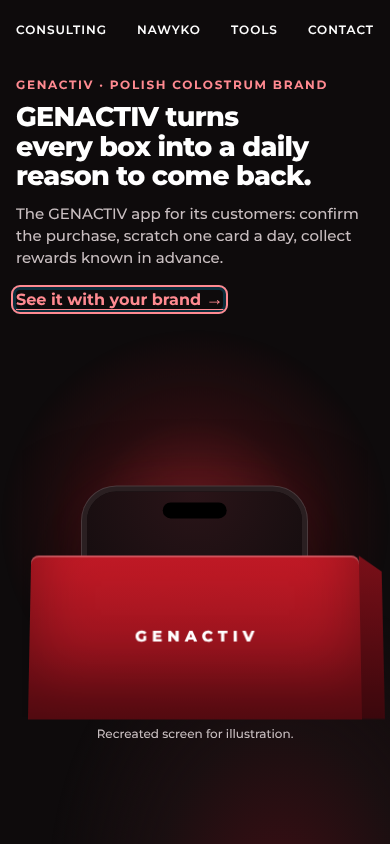 CONSULTING NAWYKO TOOLS CONTACT
GENACTIV · POLISH COLOSTRUM BRAND
GENACTIV turns
every box into a daily
reason to come back.
The GENACTIV app for its customers: confirm
the purchase, scratch one card a day, collect
rewards known in advance.
See it with your brand →
GENACTIV
Recreated screen for illustration.